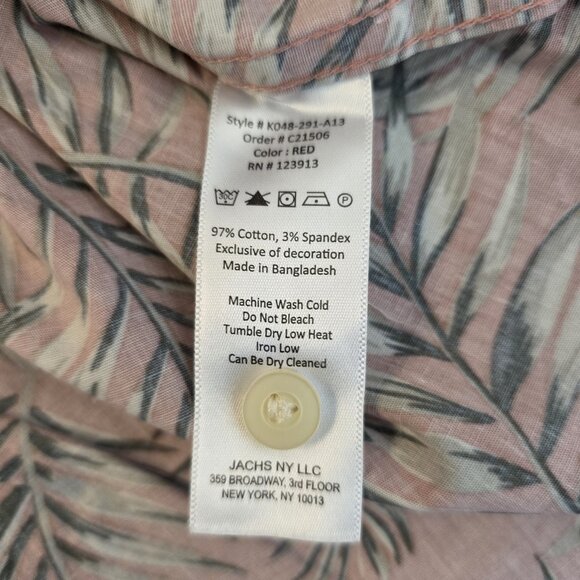 Style # K048-291-A13
Order # C21506
Color : RED
RN # 123913
30C P
97% Cotton, 3% Spandex
Exclusive of decoration
Made in Bangladesh
Machine Wash Cold
Do Not Bleach
Tumble Dry Low Heat
Iron Low
Can Be Dry Cleaned
JACHS NY LLC
359 BROADWAY, 3rd FLOOR
NEW YORK, NY 10013